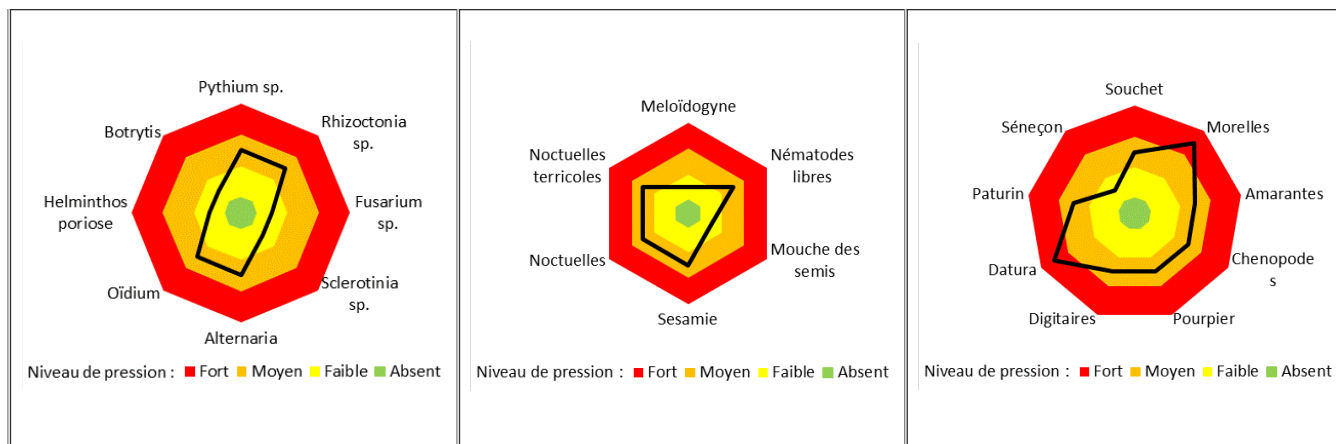 Pythium sp.
Botrytis
Rhizoctonia
sp.
Helminthos
poriose
Fusarium sp.
Oïdium
Sclerotinia
sp.
Alternaria
Niveau de pression : Fort Moyen Faible Absent
Meloïdogyne
Noctuelles
terricoles
Nématodes
libres
Noctuelles
Mouche des
semis
Sesamie
Niveau de pression : Fort Moyen Faible Absent
Souchet
Séneçon
Morelles
Paturin
Amarantes
Datura
Chenopode
s
Digitaires
Pourpier
Niveau de pression : Fort Moyen Faible Absent